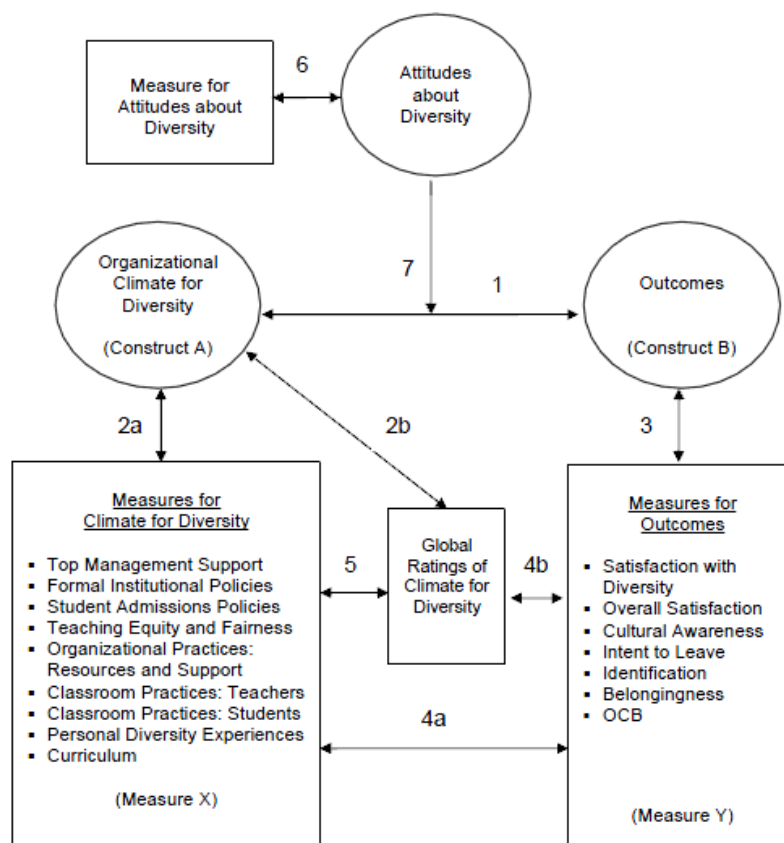 6
Measure for
Attitudes about
Diversity
Attitudes
about
Diversity
7
1
Organizational
Climate for
Diversity
(Construct A)
Outcomes
(Construct B)
2a
2b
3
Measures for
Climate for Diversity
▪ Top Management Support
▪ Formal Institutional Policies
▪ Student Admissions Policies
▪ Teaching Equity and Fairness
▪ Organizational Practices:
Resources and Support
▪ Classroom Practices: Teachers
▪ Classroom Practices: Students
▪ Personal Diversity Experiences
▪ Curriculum
(Measure X)
5
Global
Ratings of
Climate for
Diversity
4b
4a
Measures for
Outcomes
▪ Satisfaction with
Diversity
▪ Overall Satisfaction
▪ Cultural Awareness
▪ Intent to Leave
▪ Identification
▪ Belongingness
▪ OCB
(Measure Y)